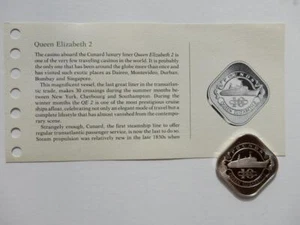 Queen Elizabeth 2
The casino aboard the Cunard luxury liner Queen Elizabeth 2 is
one of very few traveling casinos in the world. It is probably
the only one that has been around the globe more than once and
has visited such exotic places as Dairen, Montevideo, Durban,
Bombay and Singapore.
This magnificent vessel, the last great liner in the transatlan-
tic trade, makes 30 crossings during the summer months be-
tween New York, Cherbourg and Southampton. During the
winter months the QE 2 is one of the most prestigious cruise
ships afloat, celebrating not only an elegant mode of travel but a
complete lifestyle that has almost vanished from the contempo-
rary scene.
Strangely enough, Cunard, the first steamship line to offer
regular transatlantic passenger service, is now the last to do so.
Steam propulsion was relatively new in the late 1830s when